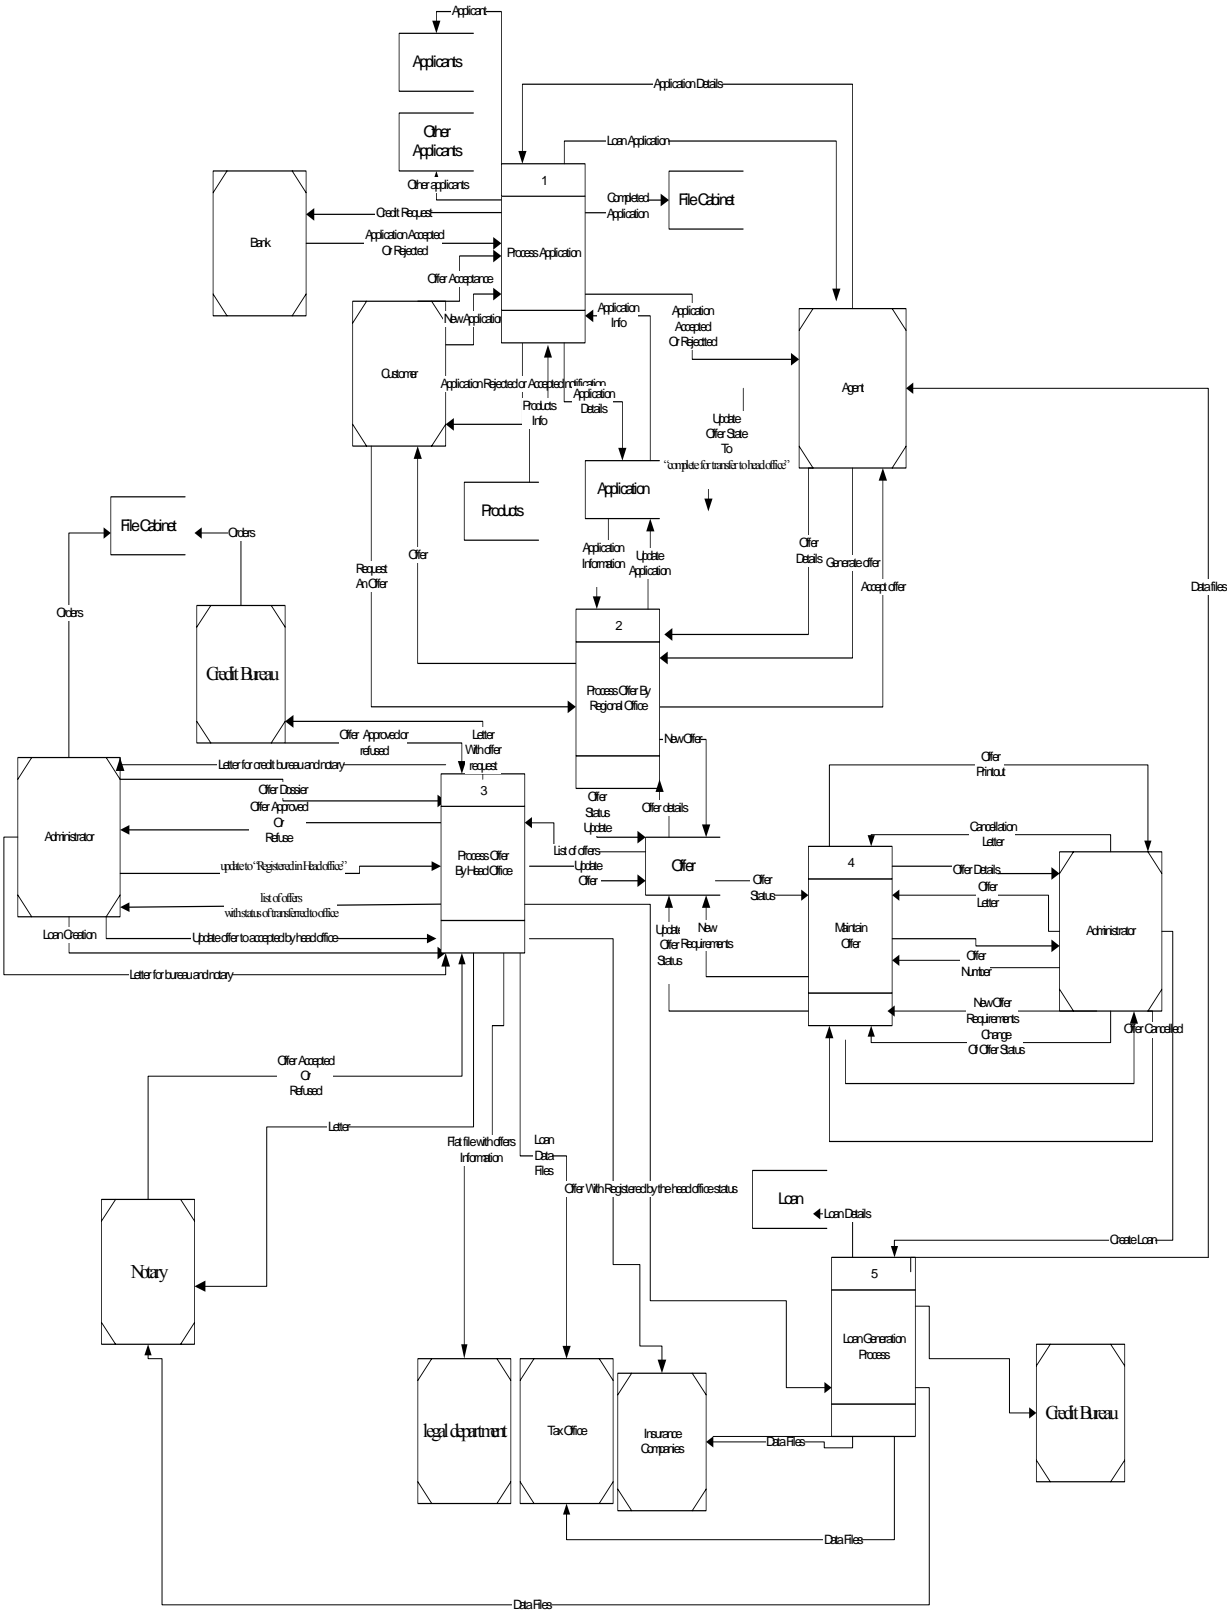 Applicant
Applicants
Application Details
Other
Applicants
Loan Application
Other applicants
1
Completed
Application
File Cabinet
Credit Request
Bank
Application Accepted
Or Rejected
Process Application
Offer Acceptance
New Application
Application
Info
Application
Accepted
Or Rejectted
Customer
Agent
Application Rejected or Accepted notification
Application
Details
Products
Info
Update
Offer State
To
“complete for transfer to head office”
Application
Products
File Cabinet
Orders
Offer
Request
An Offer
Application
Information
Update
Application
Offer
Details
Generate offer
Accept offer
Data files
Orders
2
Credit Bureau
Process Offer By
Regional Office
Offer Approved or
refused
Letter
With offer
request
New Offer
Letter for credit bureau and notary
Offer Dossier
Offer Approved
Or
Refuse
3
Offer
Status
Update
Offer details
Offer
Printout
Administrator
Cancellation
Letter
List of offers
Process Offer
By Head Office
Update
Offer
Offer
Offer
Status
4
Offer Details
update to “Registered in Head office”
Offer
Letter
list of offers
with status of transferred to office
Loan Creation
Update offer to accepted by head office
Update
Offer
Status
New
Requirements
Maintain
Offer
Administrator
Offer
Number
Letter for bureau and notary
New Offer
Requirements
Change
Of Offer Status
Offer Cancelled
Offer Accepted
Or
Refused
Letter
Flat file with offers
Information
Loan
Data
Files
Offer With Registered by the head office status
Loan
Loan Details
Create Loan
Notary
5
Loan Generation
Process
legal department
Tax Office
Insurance
Companies
Data Files
Credit Bureau
Data Files
Data Files